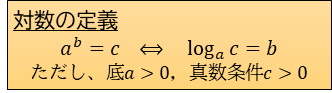 対数の定義
a^b = c ⇔ log_a c = b
ただし、底a > 0, 真数条件c > 0